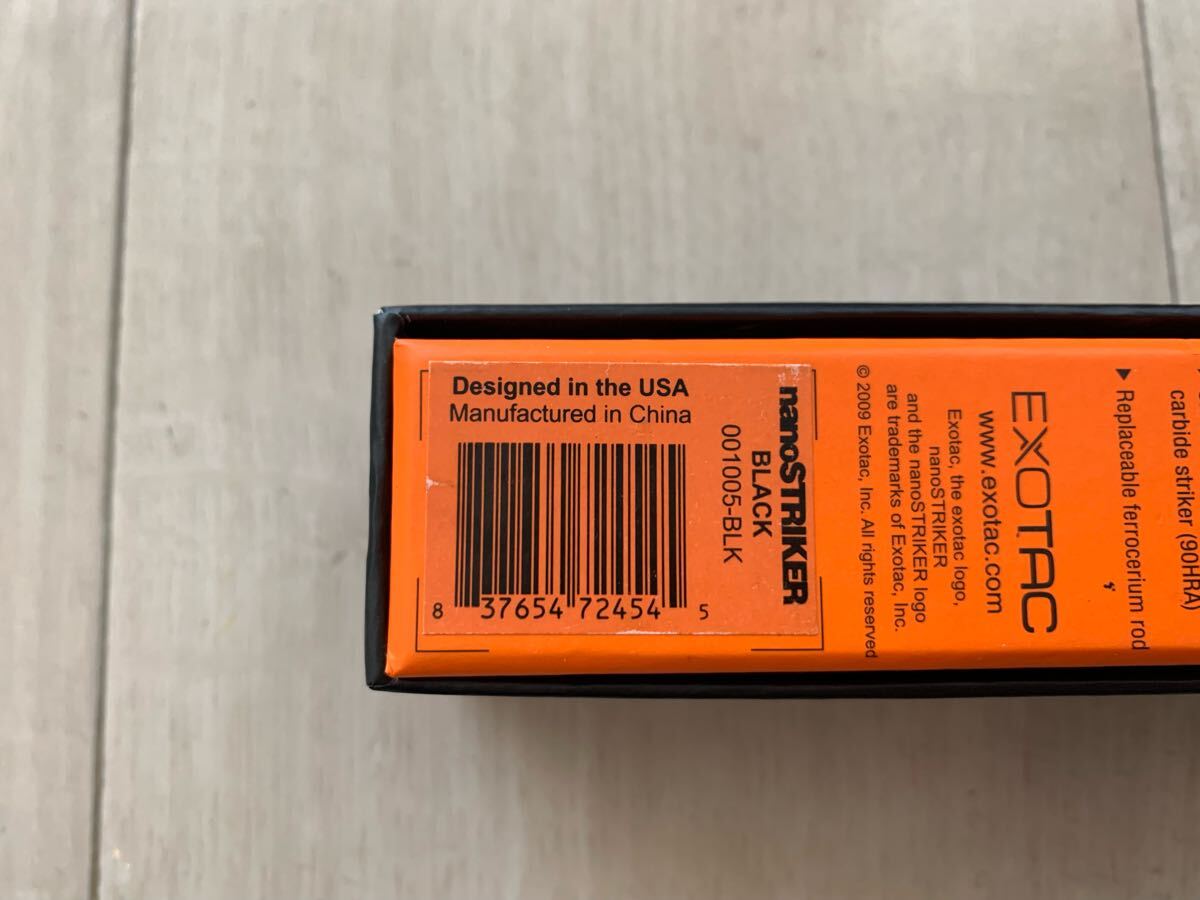 Designed in the USA
Manufactured in China
8 37654 72454 5
nanoSTRIKER
BLACK
001005-BLK
carbide striker (90HRA)
▶ Replaceable ferrocerium rod
EXOTAC
www.exotac.com
Exotac, the exotac logo,
nanoSTRIKER
and the nanoSTRIKER logo
are trademarks of Exotac, Inc.
© 2009 Exotac, Inc. All rights reserved